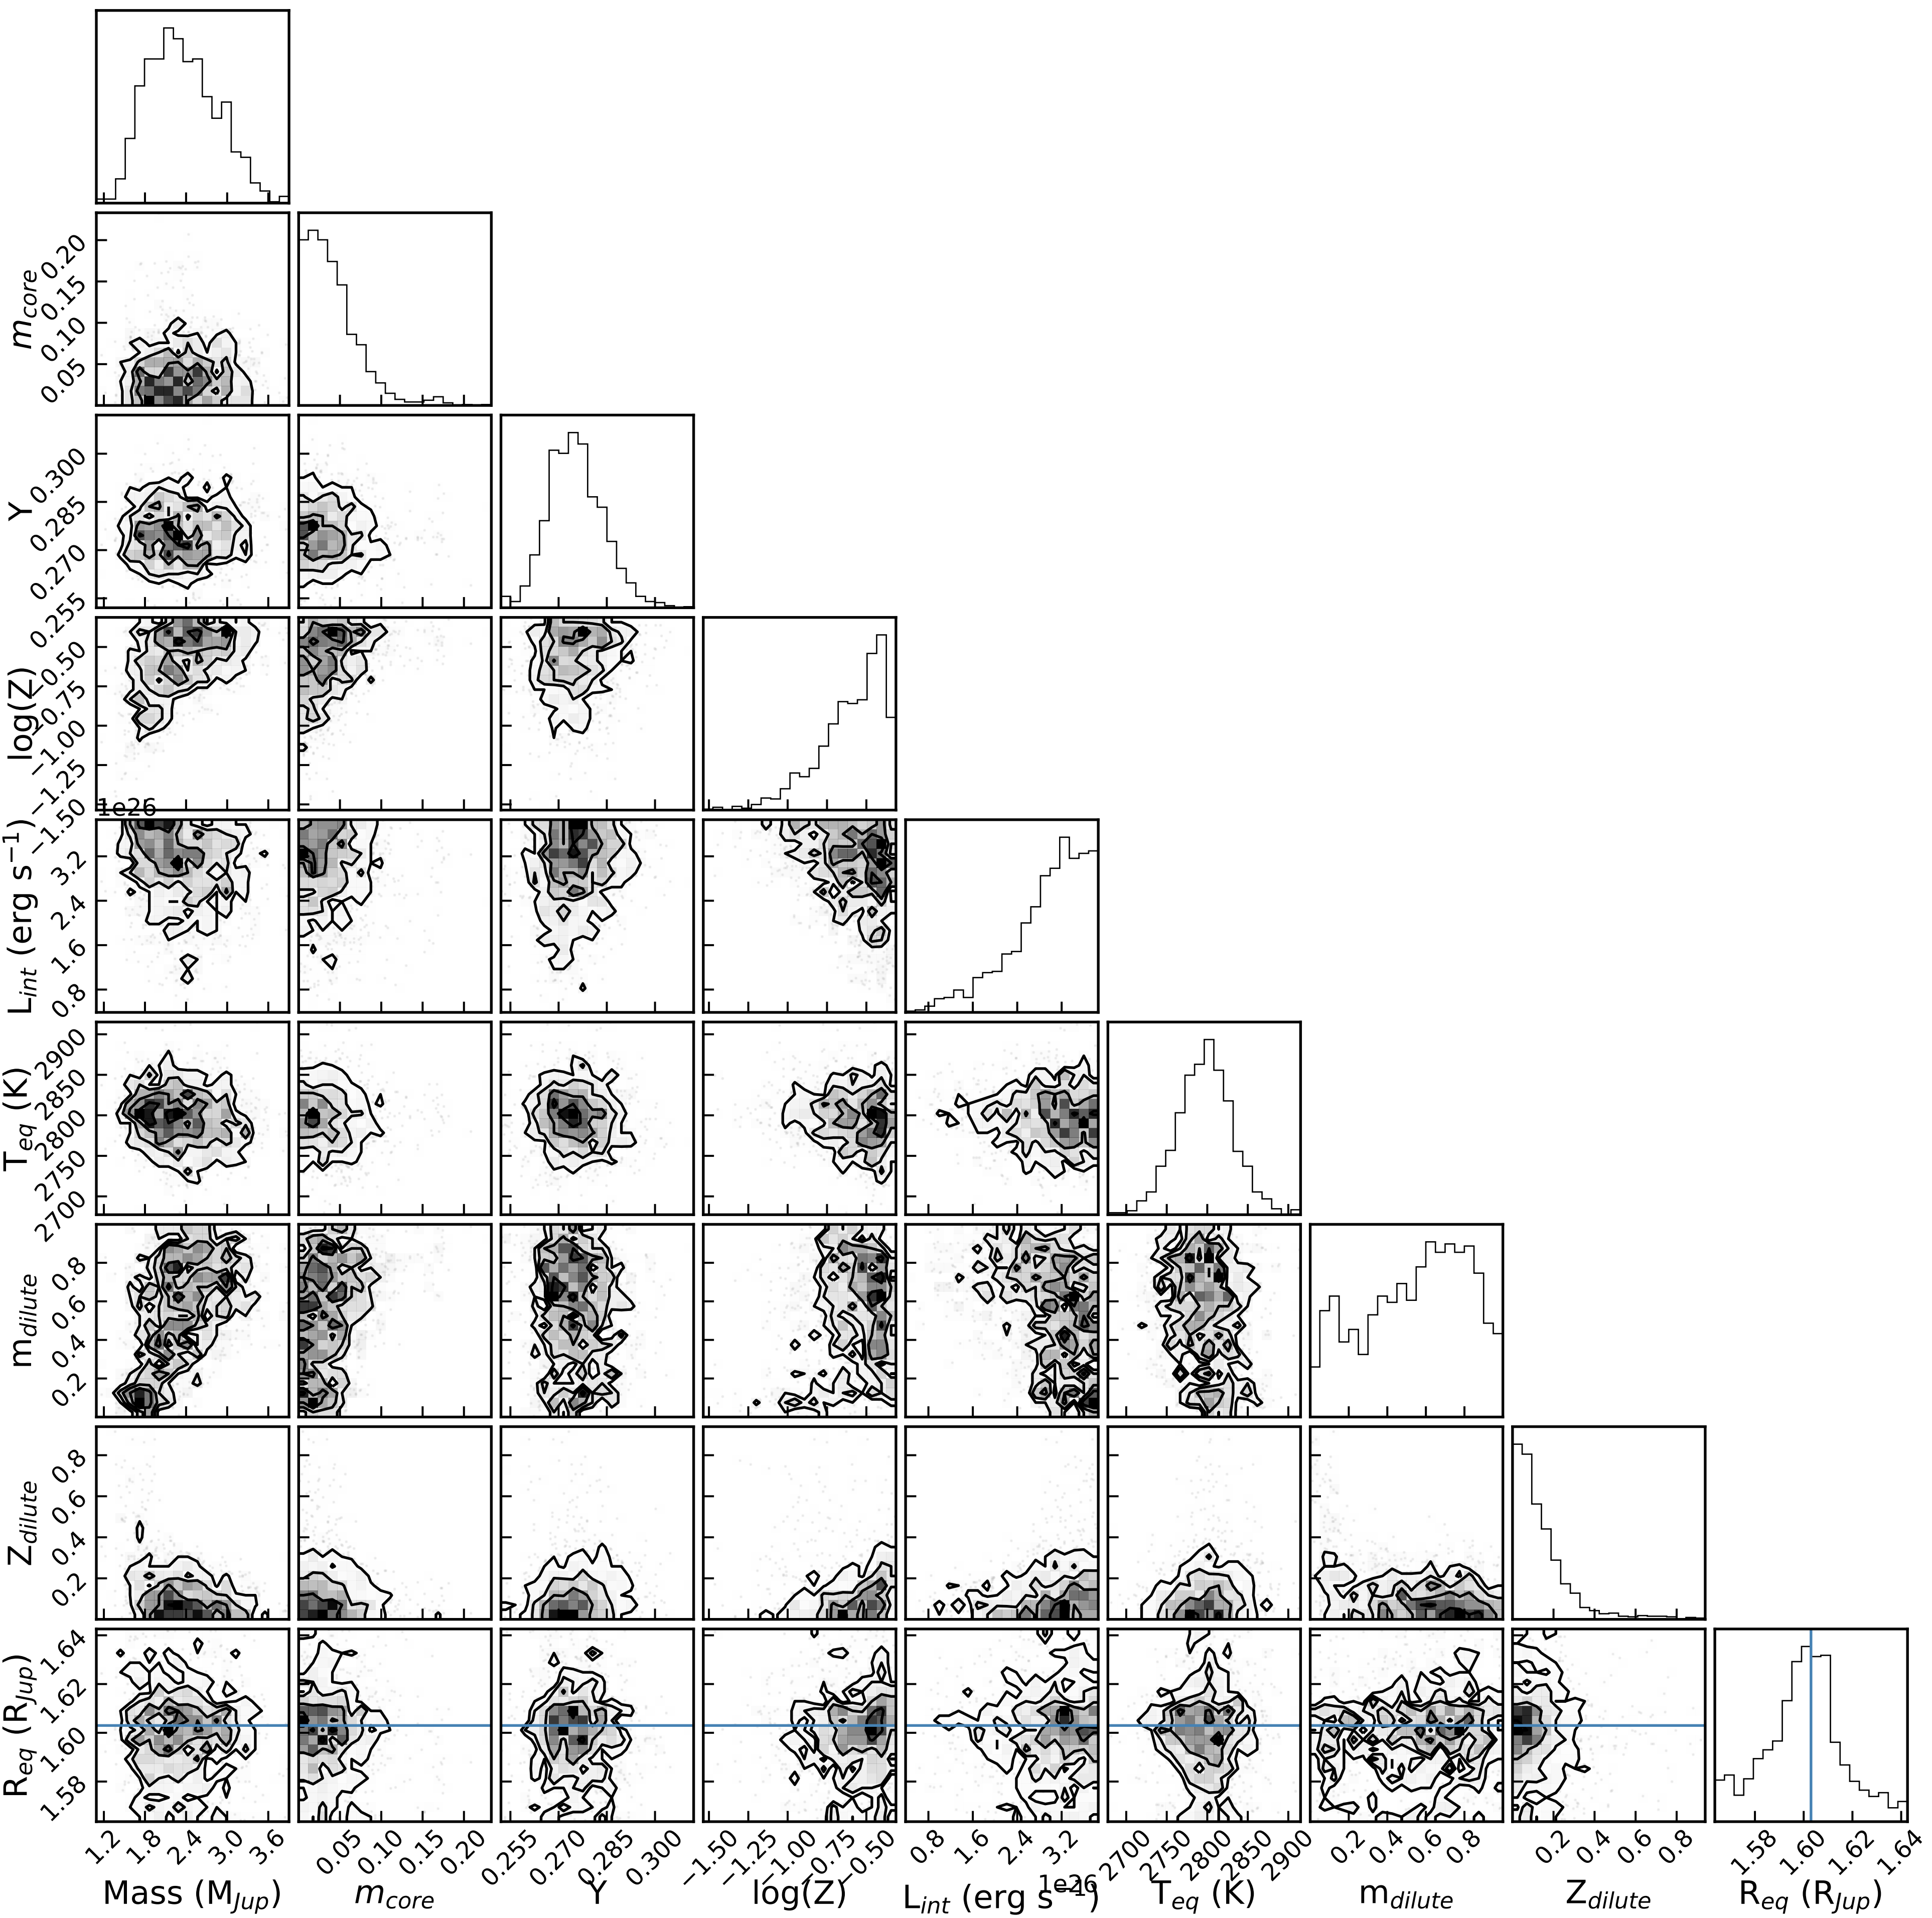 m_core
0.20
0.15
0.10
0.05
Y
0.300
0.285
0.270
0.255
log(Z)
−0.50
−0.75
−1.00
−1.25
−1.50
1e26
L_int (erg s⁻¹)
3.2
2.4
1.6
0.8
T_eq (K)
2900
2850
2800
2750
2700
m_dilute
0.8
0.6
0.4
0.2
Z_dilute
0.8
0.6
0.4
0.2
R_eq (R_Jup)
1.64
1.62
1.60
1.58
1.2 1.8 2.4 3.0 3.6
0.05 0.10 0.15 0.20
0.255 0.270 0.285 0.300
−1.50 −1.25 −1.00 −0.75 −0.50
0.8 1.6 2.4 3.2
2700 2750 2800 2850 2900
0.2 0.4 0.6 0.8
0.2 0.4 0.6 0.8
1.58 1.60 1.62 1.64
1e26
Mass (M_Jup) m_core Y log(Z) L_int (erg s⁻¹) T_eq (K) m_dilute Z_dilute R_eq (R_Jup)